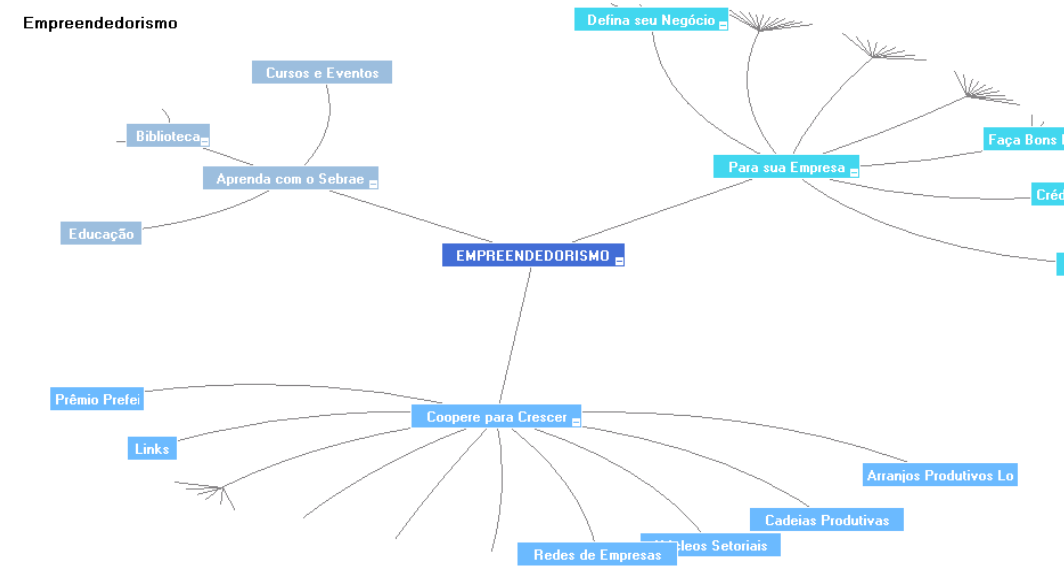 Empreendedorismo
Defina seu Negócio
Cursos e Eventos
Biblioteca
Faça Bons
Para sua Empresa
Aprenda com o Sebrae
Educação
EMPREENDEDORISMO
Prêmio Prefei
Coopere para Crescer
Links
Arranjos Produtivos Lo
Cadeias Produtivas
Setoriais
Redes de Empresas